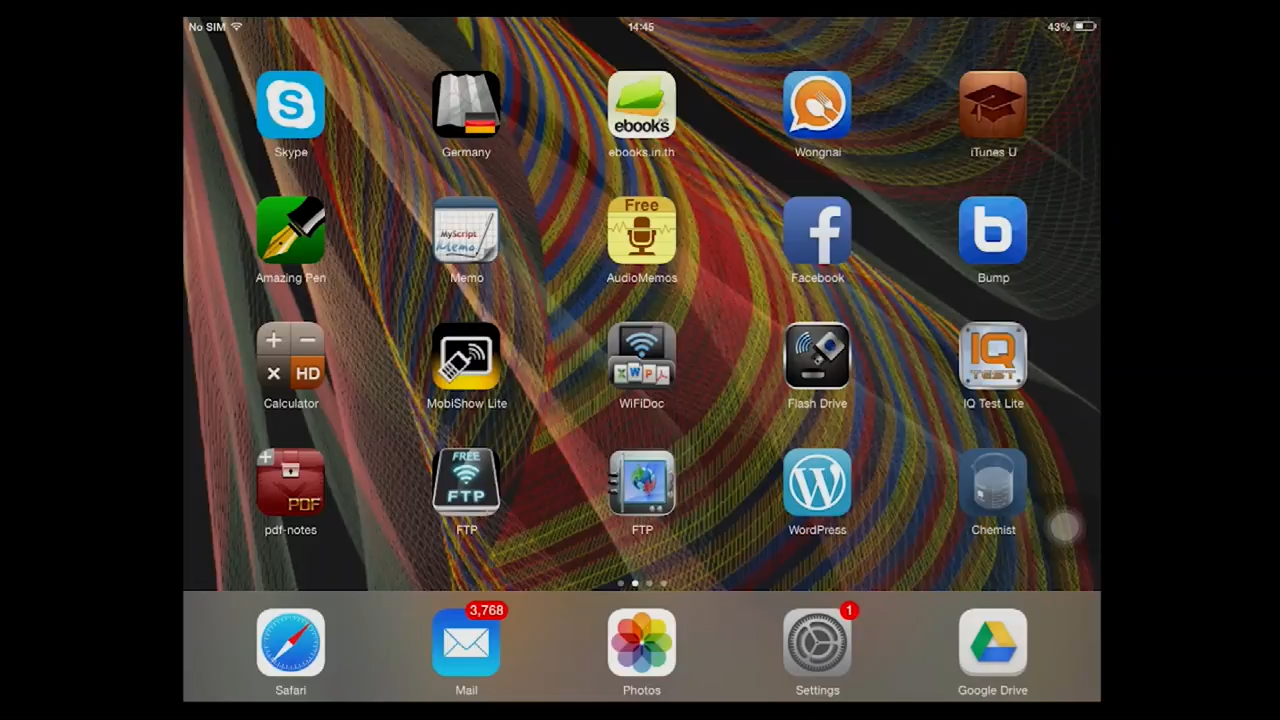 No SIM 14:45 43%
ebooks
Skype Germany ebooks.in.th Wongnai iTunes U
Free
MyScript
Memo
Amazing Pen Memo AudioMemos Facebook Bump
HD
IQ
TEST
Calculator MobiShow Lite WiFiDoc Flash Drive IQ Test Lite
FREE
PDF FTP
pdf-notes FTP FTP WordPress Chemist
3,768 1
Safari Mail Photos Settings Google Drive